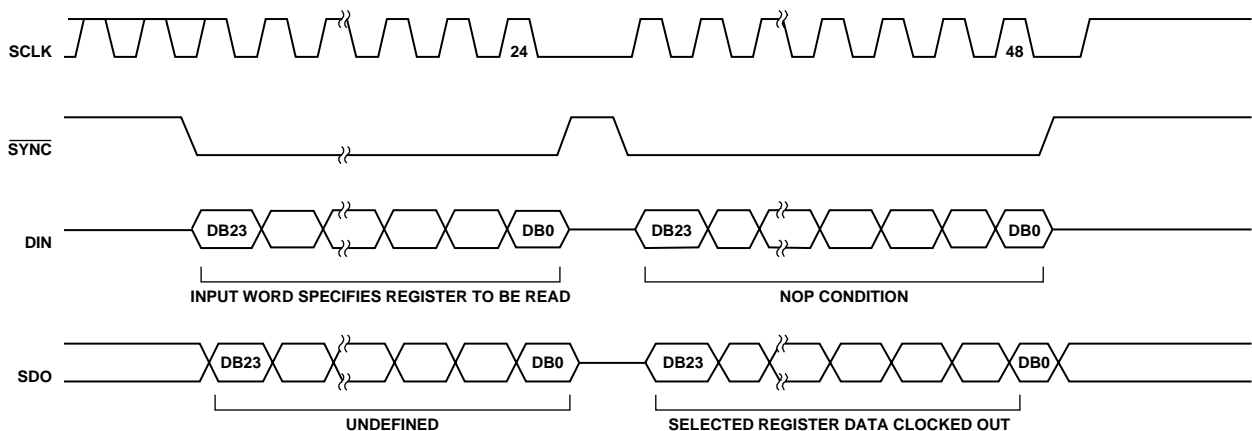 SCLK
24
48
SYNC
DIN
DB23
DB0
DB23
DB0
INPUT WORD SPECIFIES REGISTER TO BE READ
NOP CONDITION
SDO
DB23
DB0
DB23
DB0
UNDEFINED
SELECTED REGISTER DATA CLOCKED OUT